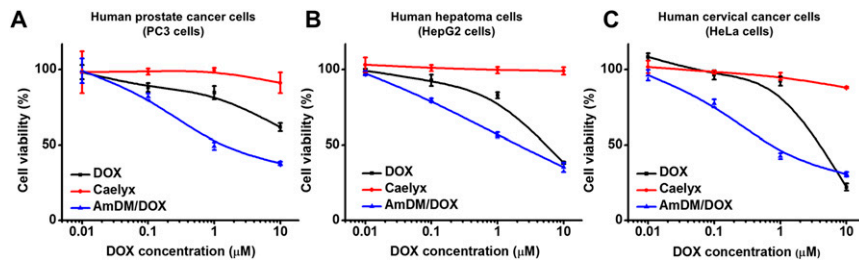 A
Human prostate cancer cells
(PC3 cells)
Cell viability (%)
100
50
0
DOX
Caelyx
AmDM/DOX
0.01 0.1 1 10
DOX concentration (μM)
B
Human hepatoma cells
(HepG2 cells)
Cell viability (%)
100
50
0
DOX
Caelyx
AmDM/DOX
0.01 0.1 1 10
DOX concentration (μM)
C
Human cervical cancer cells
(HeLa cells)
Cell viability (%)
100
50
0
DOX
Caelyx
AmDM/DOX
0.01 0.1 1 10
DOX concentration (μM)